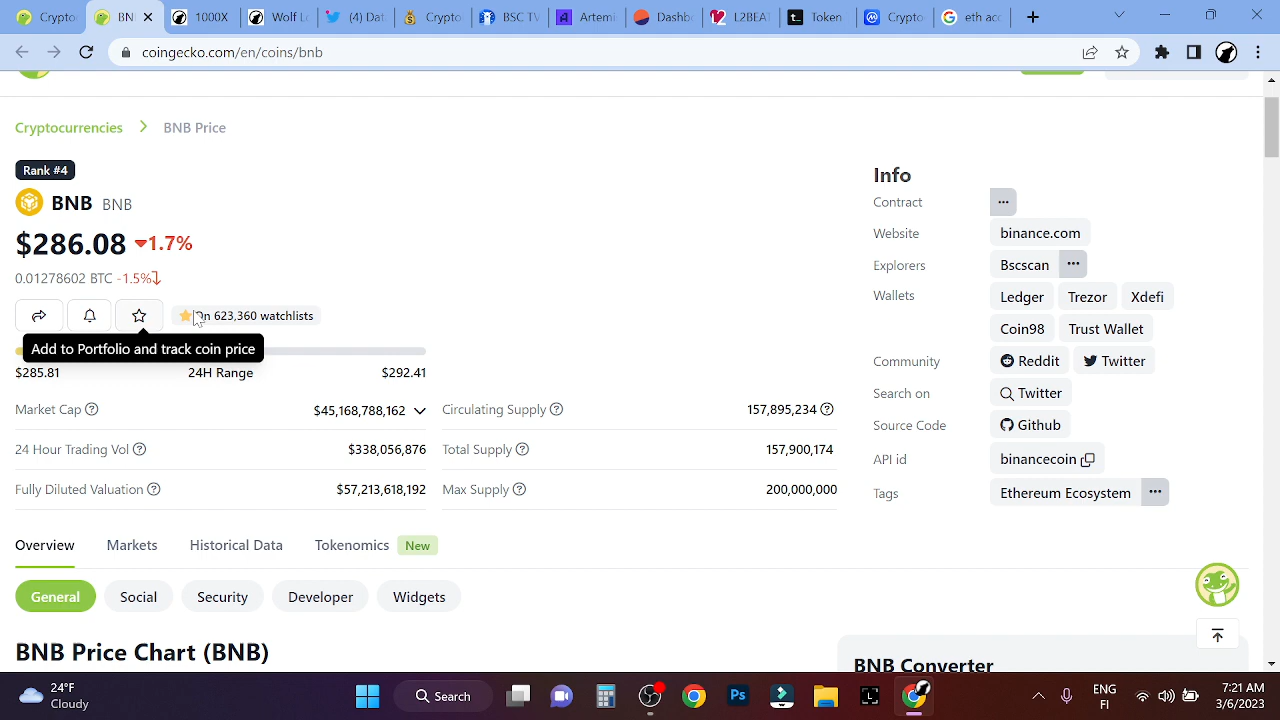 Crypto BN 1000X Wolf Lo (4) Da Crypto BSC TV Artem Dashb L2BEA Token Crypto eth acc
coingecko.com/en/coins/bnb
Cryptocurrencies BNB Price
Rank #4
BNB BNB
$286.08 1.7%
0.01278602 BTC -1.5%
On 623,360 watchlists
Add to Portfolio and track coin price
$285.81 24H Range $292.41
Market Cap $45,168,788,162
24 Hour Trading Vol $338,056,876
Fully Diluted Valuation $57,213,618,192
Circulating Supply 157,895,234
Total Supply 157,900,174
Max Supply 200,000,000
Info
Contract ...
Website binance.com
Explorers Bscscan ...
Wallets Ledger Trezor Xdefi
Coin98 Trust Wallet
Community Reddit Twitter
Search on Twitter
Source Code Github
API id binancecoin
Tags Ethereum Ecosystem ...
Overview Markets Historical Data Tokenomics New
General Social Security Developer Widgets
BNB Price Chart (BNB)
BNB Converter
24°F
Cloudy
Search
Ps
L
ENG
FI
7:21 AM
3/6/2023